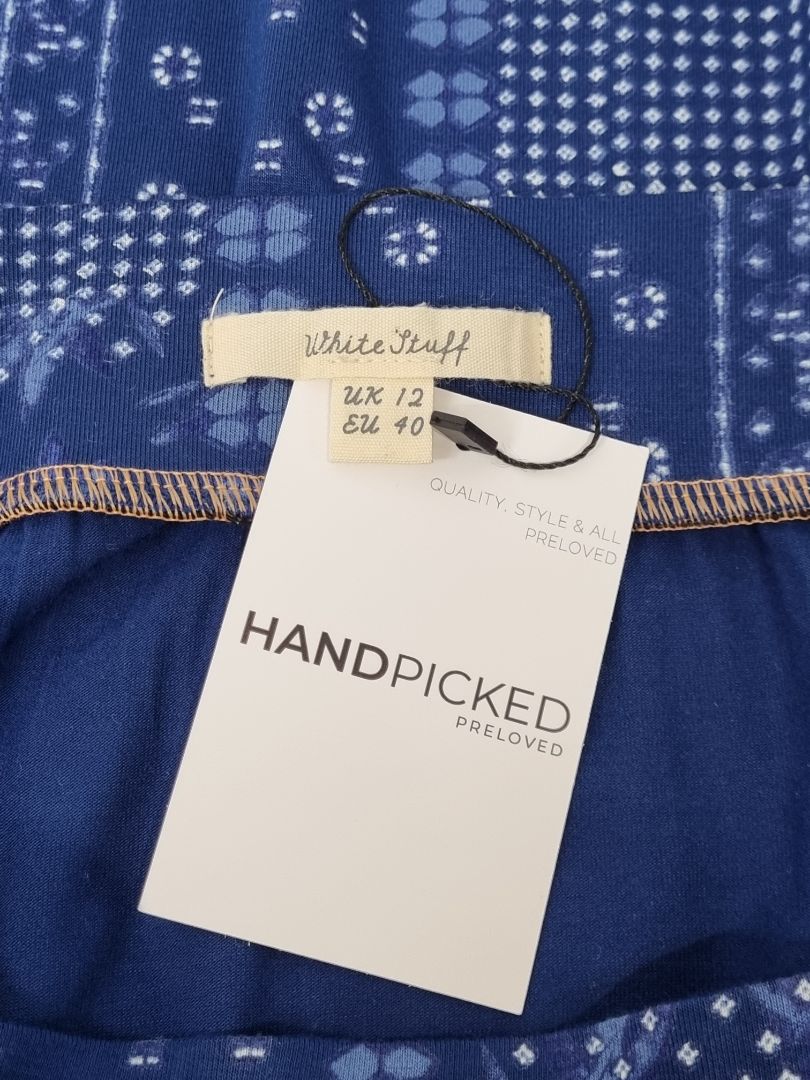 White Stuff
UK 12
EU 40
QUALITY, STYLE & ALL
PRELOVED
HANDPICKED
PRELOVED